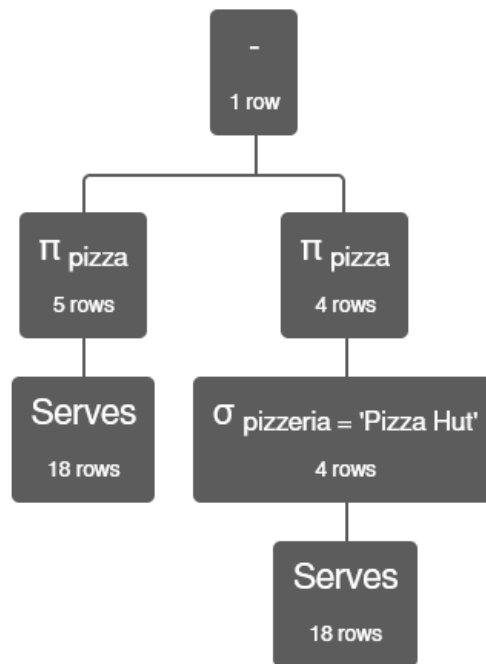 -
1 row
π pizza
5 rows
π pizza
4 rows
Serves
18 rows
σ pizzeria = 'Pizza Hut'
4 rows
Serves
18 rows